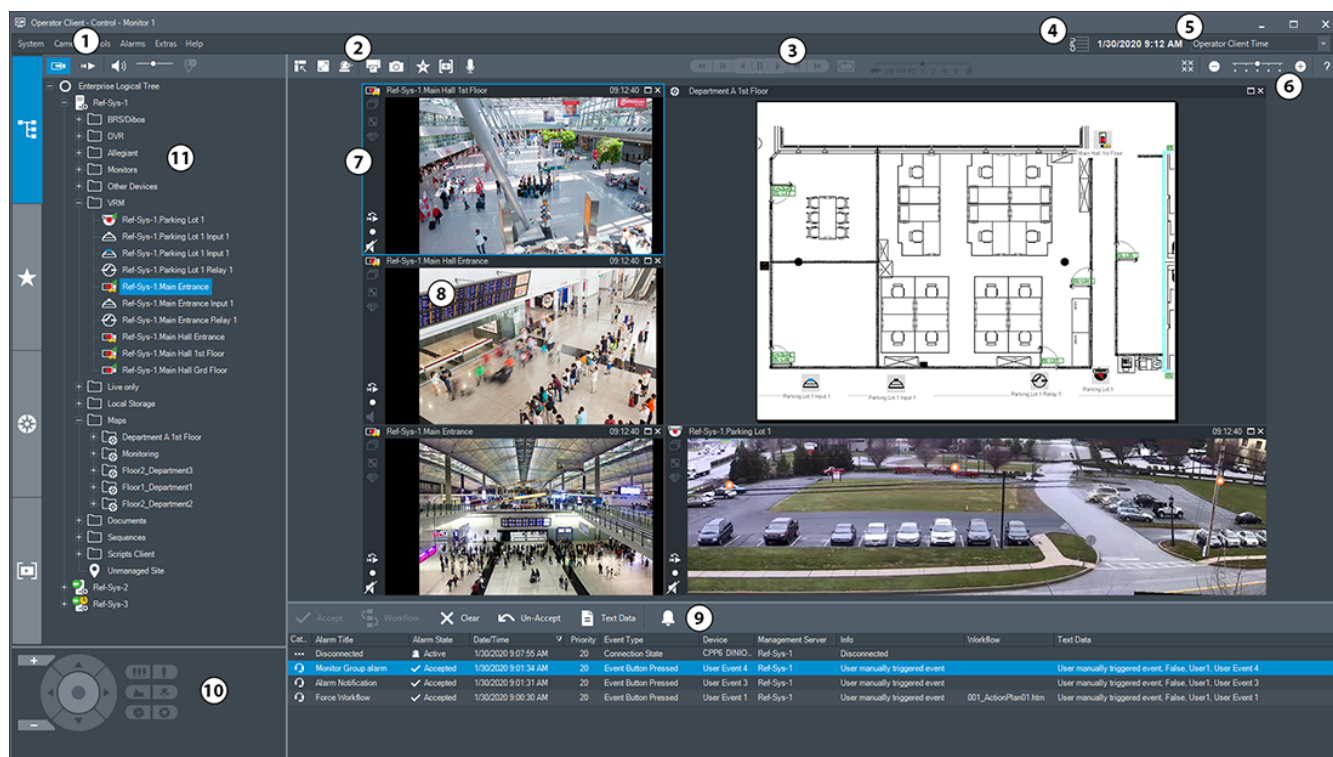 Operator Client - Control - Monitor 1
System Came ols Alarms Extras Help
1
2
3
4
5
1/30/2020 9:12 AM Operator Client Time
6
?
Enterprise Logical Tree
Ref-Sys-1
BRS/Dibos
DVR
Allegiant
Monitors
Other Devices
VRM
Ref-Sys-1.Parking Lot 1
Ref-Sys-1.Parking Lot 1 Input 1
Ref-Sys-1.Parking Lot 1 Input 1
Ref-Sys-1.Parking Lot 1 Relay 1
Ref-Sys-1.Main Entrance
Ref-Sys-1.Main Entrance Input 1
Ref-Sys-1.Main Entrance Relay 1
Ref-Sys-1.Main Hall Entrance
Ref-Sys-1.Main Hall 1st Floor
Ref-Sys-1.Main Hall Grd Floor
Live only
Local Storage
Maps
Department A 1st Floor
Monitoring
Floor2_Department3
Floor1_Department1
Floor2_Department2
Documents
Sequences
Scripts Client
Unmanaged Site
Ref-Sys-2
Ref-Sys-3
11
Ref-Sys-1.Main Hall 1st Floor 09:12:40
7
Ref-Sys-1.Main Hall Entrance 09:12:40
8
Ref-Sys-1.Main Entrance 09:12:40
Department A 1st Floor
Main Hall 1st Floor
Parking Lot 1 Input 1
Parking Lot 1 Input 1
Parking Lot 1 Relay 1
Parking Lot 1
Ref-Sys-1.Parking Lot 1 09:12:40
Accept Workflow Clear Un-Accept Text Data
9
Cat.. Alarm Title Alarm State Date/Time Priority Event Type Device Management Server Info Workflow Text Data
Disconnected Active 1/30/2020 9:07:55 AM 20 Connection State CPP6 DINIO... Ref-Sys-1 Disconnected
Monitor Group alarm Accepted 1/30/2020 9:01:34 AM 20 Event Button Pressed User Event 4 Ref-Sys-1 User manually triggered event User manually triggered event, False, User1, User Event 4
Alarm Notification Accepted 1/30/2020 9:01:31 AM 20 Event Button Pressed User Event 3 Ref-Sys-1 User manually triggered event User manually triggered event, False, User1, User Event 3
Force Workflow Accepted 1/30/2020 9:00:30 AM 20 Event Button Pressed User Event 1 Ref-Sys-1 User manually triggered event 001_ActionPlan01.htm User manually triggered event, False, User1, User Event 1
10